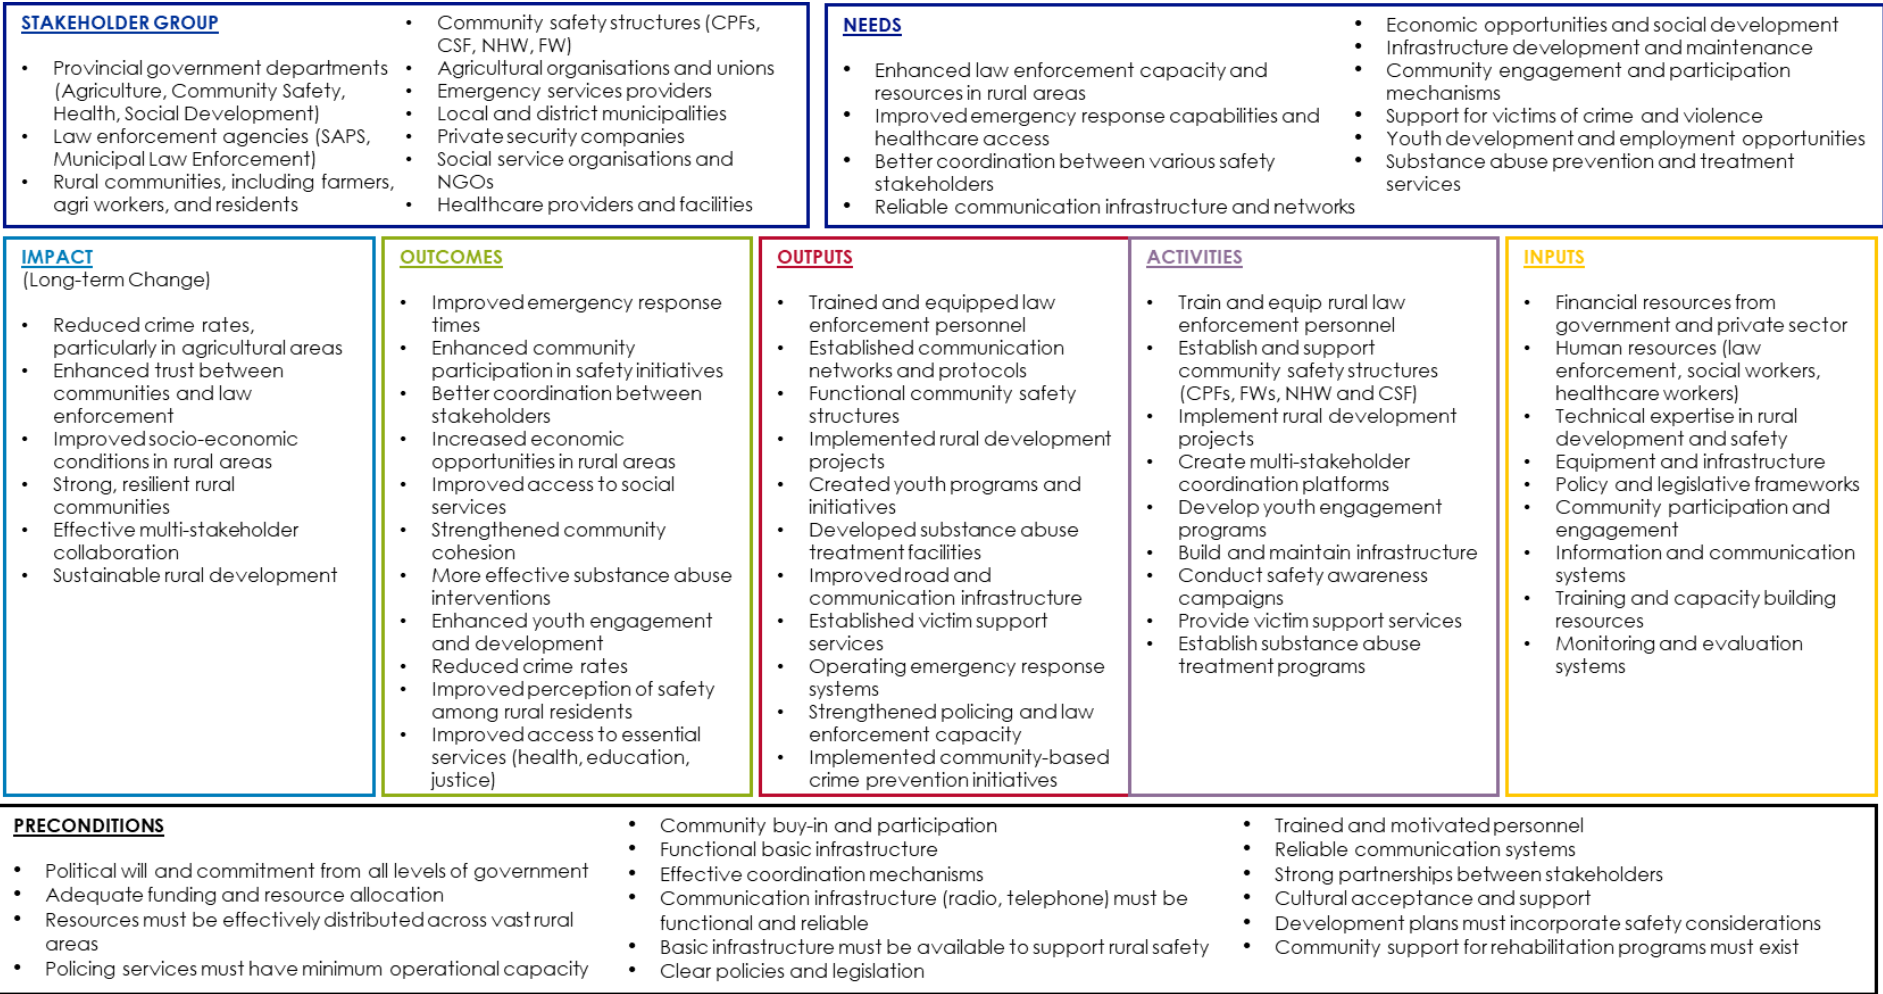 STAKEHOLDER GROUP
• Provincial government departments
(Agriculture, Community Safety,
Health, Social Development)
• Law enforcement agencies (SAPS,
Municipal Law Enforcement)
• Rural communities, including farmers,
agri workers, and residents
• Community safety structures (CPFs,
CSF, NHW, FW)
• Agricultural organisations and unions
• Emergency services providers
• Local and district municipalities
• Private security companies
• Social service organisations and
NGOs
• Healthcare providers and facilities
NEEDS
• Enhanced law enforcement capacity and
resources in rural areas
• Improved emergency response capabilities and
healthcare access
• Better coordination between various safety
stakeholders
• Reliable communication infrastructure and networks
• Economic opportunities and social development
• Infrastructure development and maintenance
• Community engagement and participation
mechanisms
• Support for victims of crime and violence
• Youth development and employment opportunities
• Substance abuse prevention and treatment
services
IMPACT
(Long-term Change)
• Reduced crime rates,
particularly in agricultural areas
• Enhanced trust between
communities and law
enforcement
• Improved socio-economic
conditions in rural areas
• Strong, resilient rural
communities
• Effective multi-stakeholder
collaboration
• Sustainable rural development
OUTCOMES
• Improved emergency response
times
• Enhanced community
participation in safety initiatives
• Better coordination between
stakeholders
• Increased economic
opportunities in rural areas
• Improved access to social
services
• Strengthened community
cohesion
• More effective substance abuse
interventions
• Enhanced youth engagement
and development
• Reduced crime rates
• Improved perception of safety
among rural residents
• Improved access to essential
services (health, education,
justice)
OUTPUTS
• Trained and equipped law
enforcement personnel
• Established communication
networks and protocols
• Functional community safety
structures
• Implemented rural development
projects
• Created youth programs and
initiatives
• Developed substance abuse
treatment facilities
• Improved road and
communication infrastructure
• Established victim support
services
• Operating emergency response
systems
• Strengthened policing and law
enforcement capacity
• Implemented community-based
crime prevention initiatives
ACTIVITIES
• Train and equip rural law
enforcement personnel
• Establish and support
community safety structures
(CPFs, FWs, NHW and CSF)
• Implement rural development
projects
• Create multi-stakeholder
coordination platforms
• Develop youth engagement
programs
• Build and maintain infrastructure
• Conduct safety awareness
campaigns
• Provide victim support services
• Establish substance abuse
treatment programs
INPUTS
• Financial resources from
government and private sector
• Human resources (law
enforcement, social workers,
healthcare workers)
• Technical expertise in rural
development and safety
• Equipment and infrastructure
• Policy and legislative frameworks
• Community participation and
engagement
• Information and communication
systems
• Training and capacity building
resources
• Monitoring and evaluation
systems
PRECONDITIONS
• Political will and commitment from all levels of government
• Adequate funding and resource allocation
• Resources must be effectively distributed across vast rural
areas
• Policing services must have minimum operational capacity
• Community buy-in and participation
• Functional basic infrastructure
• Effective coordination mechanisms
• Communication infrastructure (radio, telephone) must be
functional and reliable
• Basic infrastructure must be available to support rural safety
• Clear policies and legislation
• Trained and motivated personnel
• Reliable communication systems
• Strong partnerships between stakeholders
• Cultural acceptance and support
• Development plans must incorporate safety considerations
• Community support for rehabilitation programs must exist